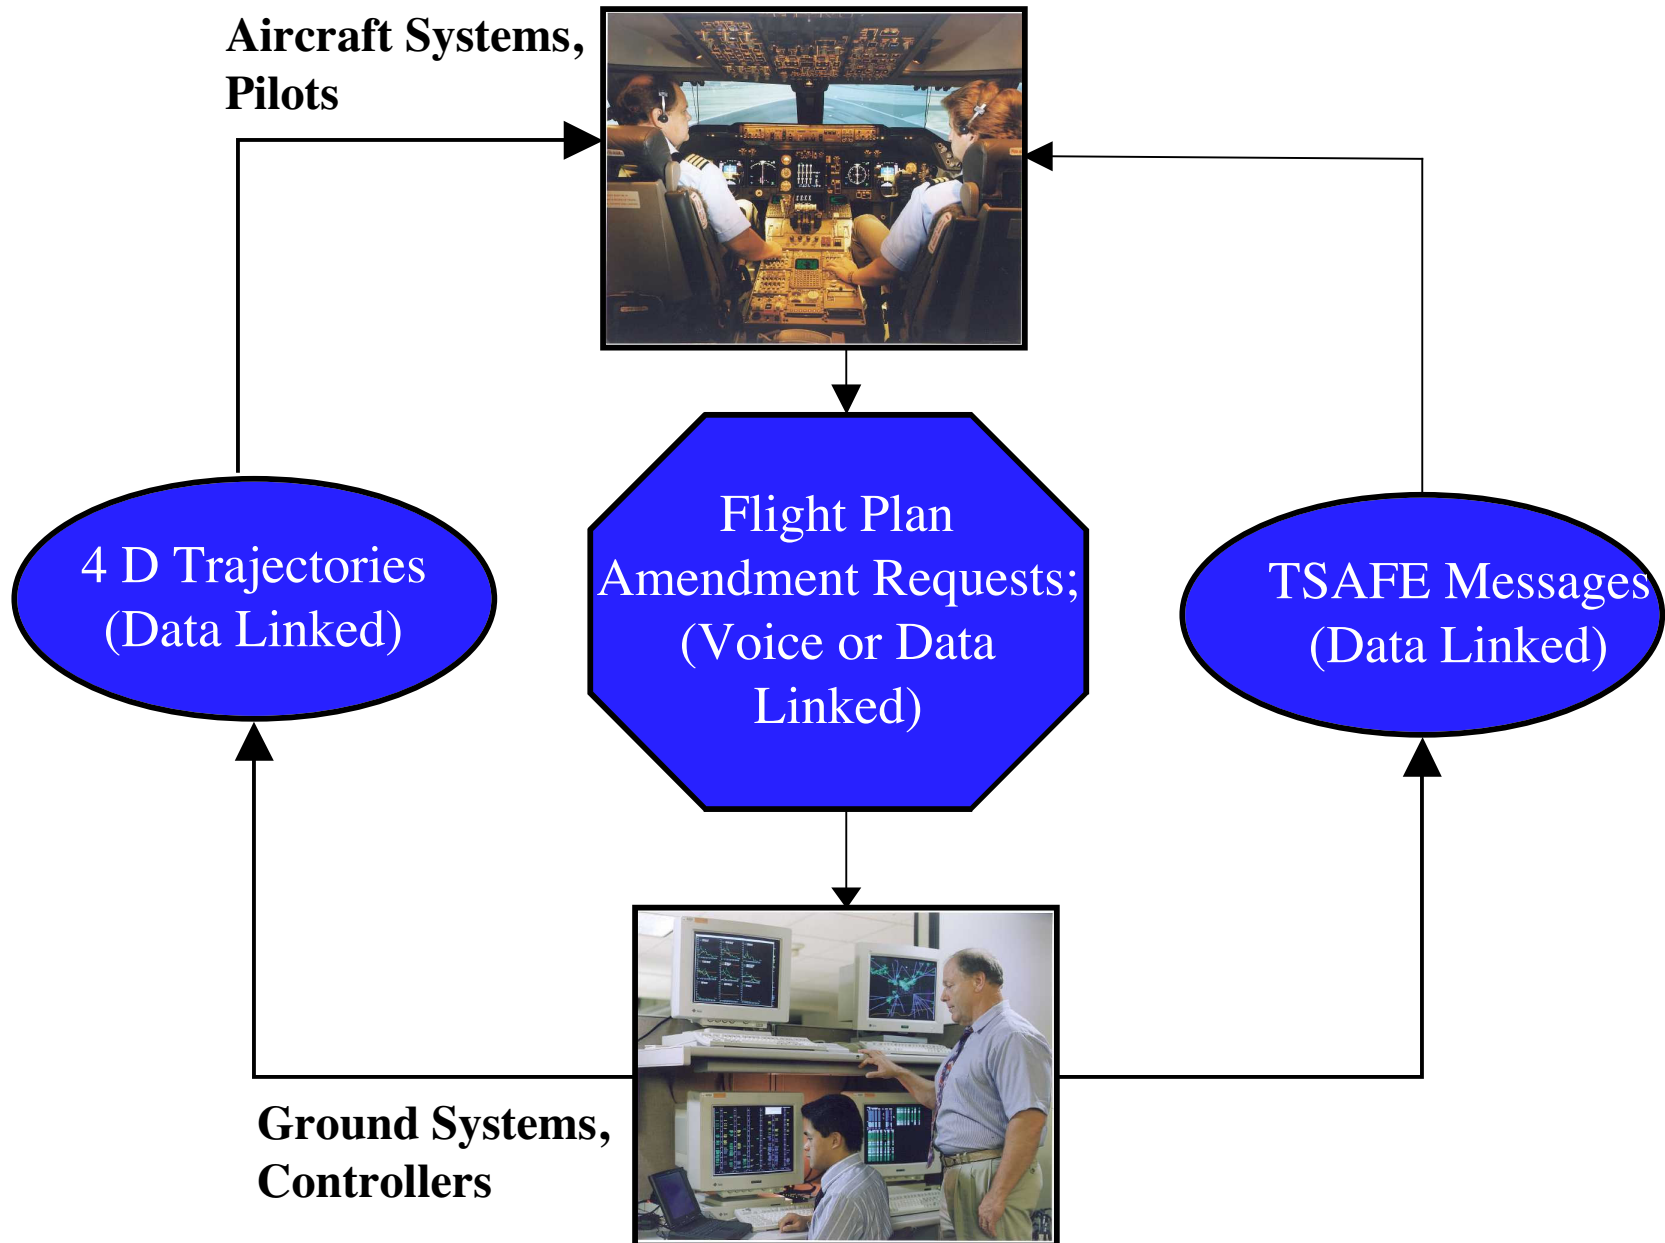 Aircraft Systems,
Pilots
4 D Trajectories
(Data Linked)
Flight Plan
Amendment Requests;
(Voice or Data
Linked)
TSAFE Messages
(Data Linked)
Ground Systems,
Controllers